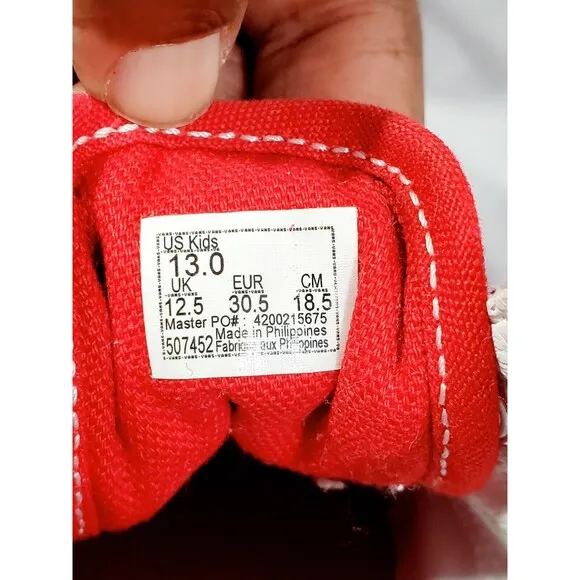 US Kids
13.0
UK EUR CM
12.5 30.5 18.5
Master PO# : 4200215675
Made in Philippines
507452 Fabrique aux Philippines